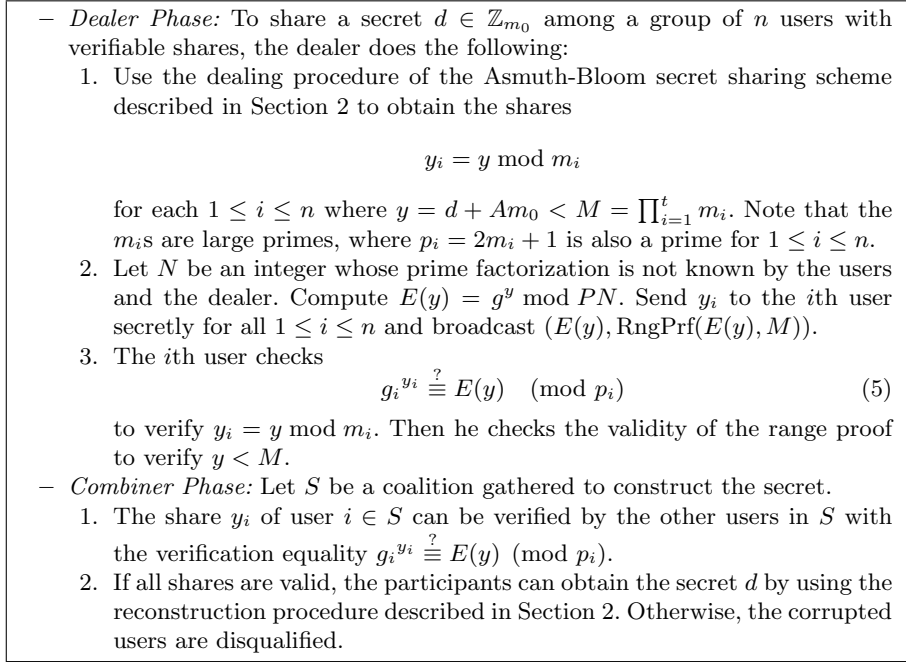 – Dealer Phase: To share a secret d ∈ ℤ_{m_0} among a group of n users with
verifiable shares, the dealer does the following:
1. Use the dealing procedure of the Asmuth-Bloom secret sharing scheme
described in Section 2 to obtain the shares
y_i = y mod m_i
for each 1 ≤ i ≤ n where y = d + Am_0 < M = ∏_{i=1}^{t} m_i. Note that the
m_is are large primes, where p_i = 2m_i + 1 is also a prime for 1 ≤ i ≤ n.
2. Let N be an integer whose prime factorization is not known by the users
and the dealer. Compute E(y) = g^y mod PN. Send y_i to the ith user
secretly for all 1 ≤ i ≤ n and broadcast (E(y), RngPrf(E(y), M)).
3. The ith user checks
g_i^{y_i} ≟≡ E(y) (mod p_i) (5)
to verify y_i = y mod m_i. Then he checks the validity of the range proof
to verify y < M.
– Combiner Phase: Let S be a coalition gathered to construct the secret.
1. The share y_i of user i ∈ S can be verified by the other users in S with
the verification equality g_i^{y_i} ≟≡ E(y) (mod p_i).
2. If all shares are valid, the participants can obtain the secret d by using the
reconstruction procedure described in Section 2. Otherwise, the corrupted
users are disqualified.